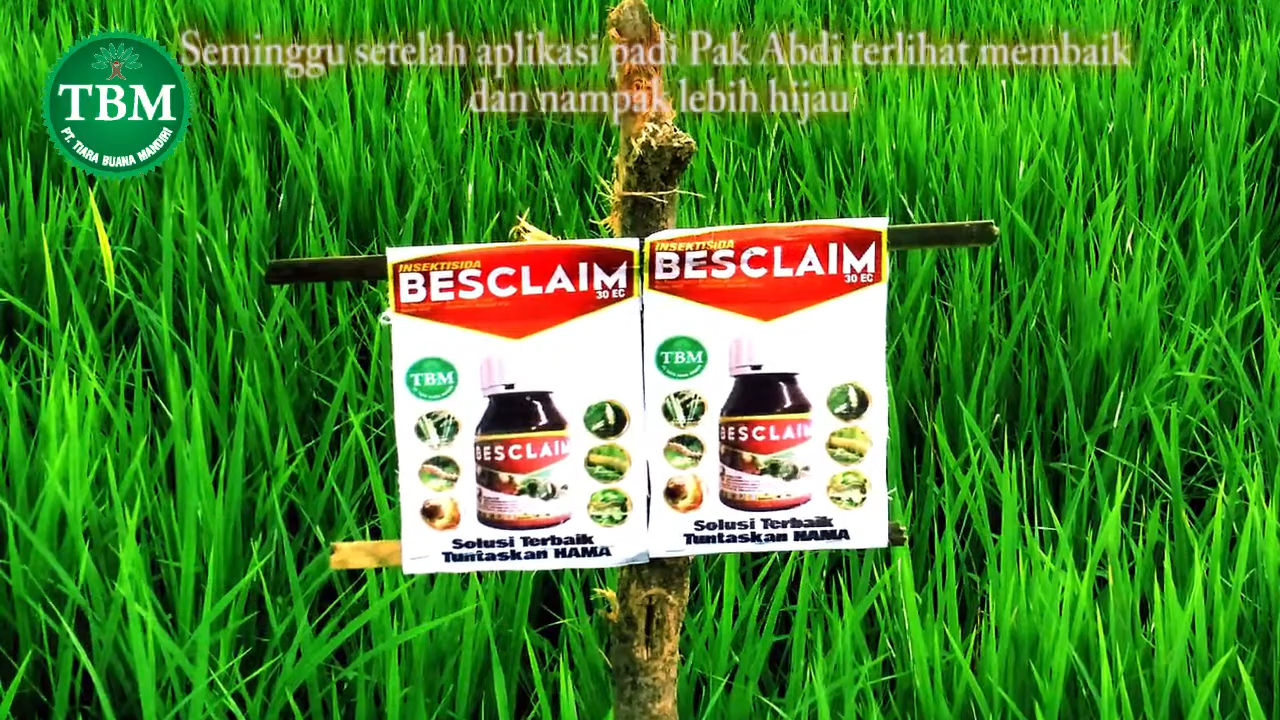 Seminggu setelah aplikasi padi Pak Abdi terlihat membaik
dan nampak lebih hijau
TBM
PT. TIARA BUANA MANDIRI
INSEKTISIDA
BESCLAIM
30 EC
TBM
BESCLAIM
Solusi Terbaik
Tuntaskan HAMA
INSEKTISIDA
BESCLAIM
30 EC
TBM
BESCLAIM
Solusi Terbaik
Tuntaskan HAMA